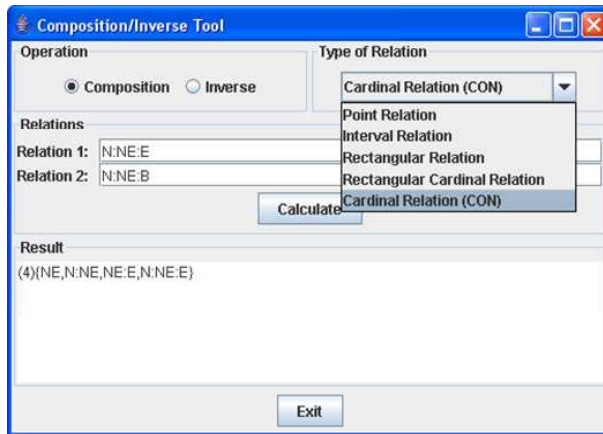 Composition/Inverse Tool
Operation
Composition
Inverse
Type of Relation
Cardinal Relation (CON)
Point Relation
Interval Relation
Rectangular Relation
Rectangular Cardinal Relation
Cardinal Relation (CON)
Relations
Relation 1: N:NE:E
Relation 2: N:NE:B
Calculate
Result
(4){NE,N:NE,NE:E,N:NE:E}
Exit